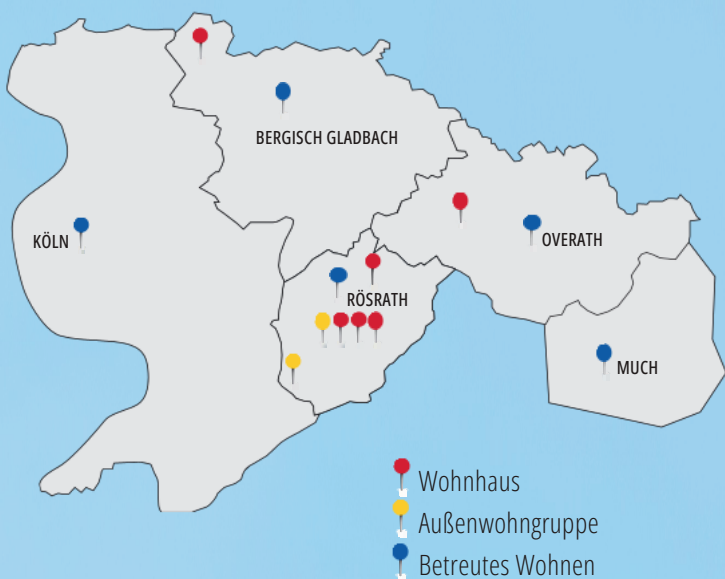 BERGISCH GLADBACH
KÖLN
OVERATH
RÖSRATH
MUCH
Wohnhaus
Außenwohngruppe
Betreutes Wohnen